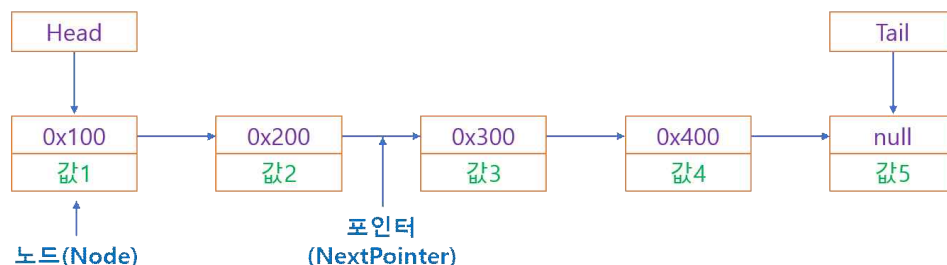 Head
Tail
0x100
0x200
0x300
0x400
null
값1
값2
값3
값4
값5
노드(Node)
포인터
(NextPointer)